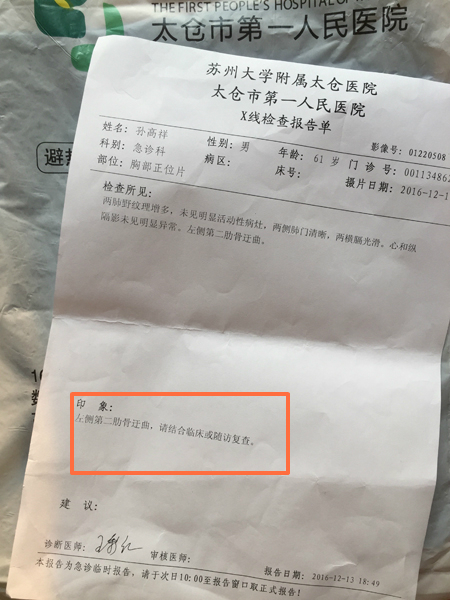 THE FIRST PEOPLE'S HOSPITAL OF
太仓市第一人民医院
苏州大学附属太仓医院
太仓市第一人民医院
X线检查报告单
影像号: 01220508
姓名: 孙高祥 性别: 男 年龄: 61 岁 门诊号: 00113486
科别: 急诊科 病区: 床号: 摄片日期: 2016-12-1
部位: 胸部正位片
检查所见:
两肺野纹理增多, 未见明显活动性病灶, 两侧肺门清晰, 两横膈光滑。心和纵
隔影未见明显异常。左侧第二肋骨迂曲。
印 象:
左侧第二肋骨迂曲, 请结合临床或随访复查。
建 议:
诊断医师: 审核医师: 报告日期: 2016-12-13 18:49
本报告为急诊临时报告, 请于次日10:00至报告窗口取正式报告!